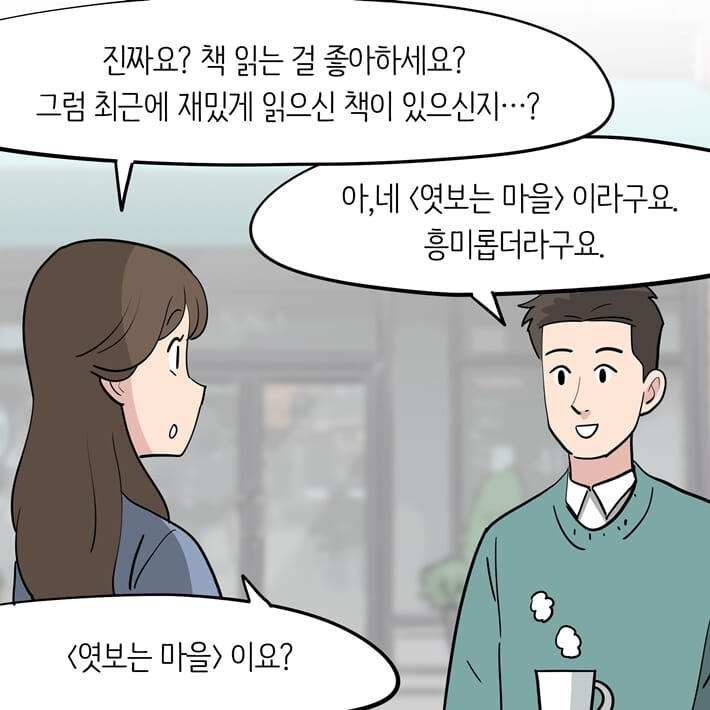 진짜요? 책 읽는 걸 좋아하세요?
그럼 최근에 재밌게 읽으신 책이 있으신지…?
아,네 <엿보는 마을> 이라구요.
흥미롭더라구요.
<엿보는 마을> 이요?